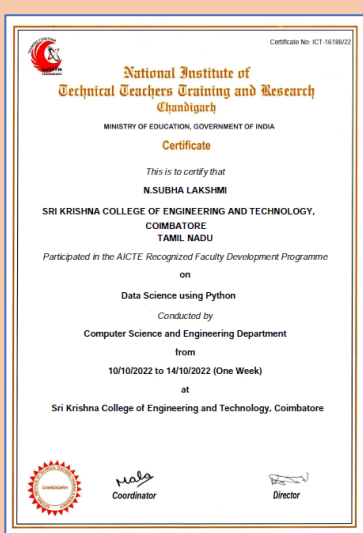 Certificate No: ICT-16188/22
National Institute of
Technical Teachers Training and Research
Chandigarh
MINISTRY OF EDUCATION, GOVERNMENT OF INDIA
Certificate
This is to certify that
N.SUBHA LAKSHMI
SRI KRISHNA COLLEGE OF ENGINEERING AND TECHNOLOGY,
COIMBATORE
TAMIL NADU
Participated in the AICTE Recognized Faculty Development Programme
on
Data Science using Python
Conducted by
Computer Science and Engineering Department
from
10/10/2022 to 14/10/2022 (One Week)
at
Sri Krishna College of Engineering and Technology, Coimbatore
CHANDIGARH
Mala
Coordinator
Director